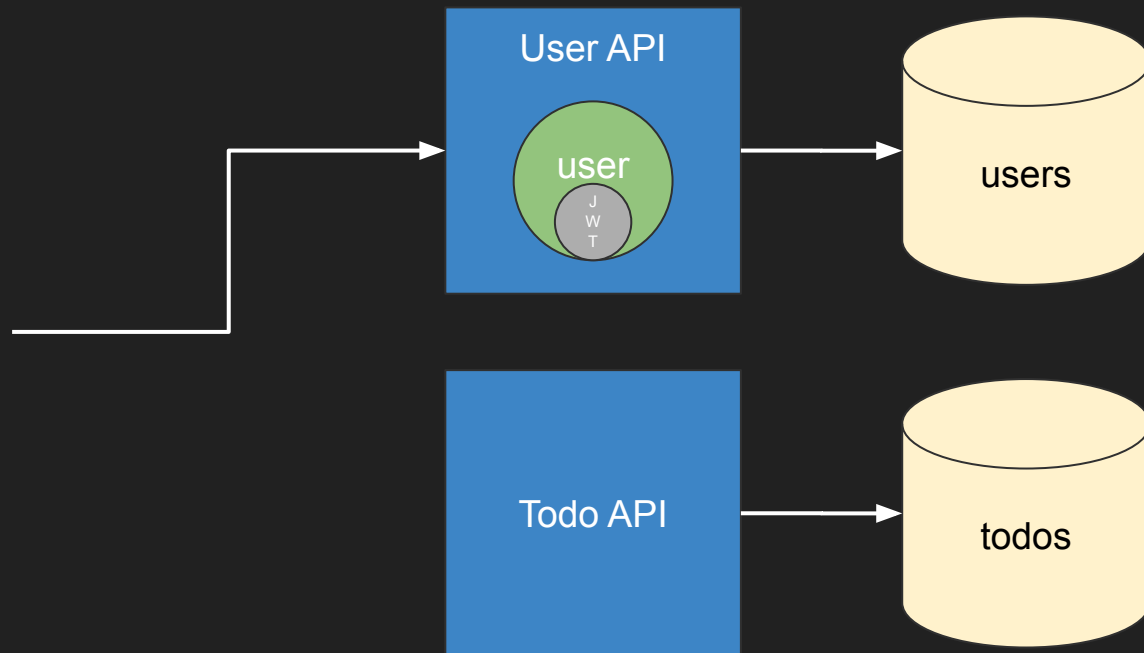 User API
user
J
W
T
users
Todo API
todos